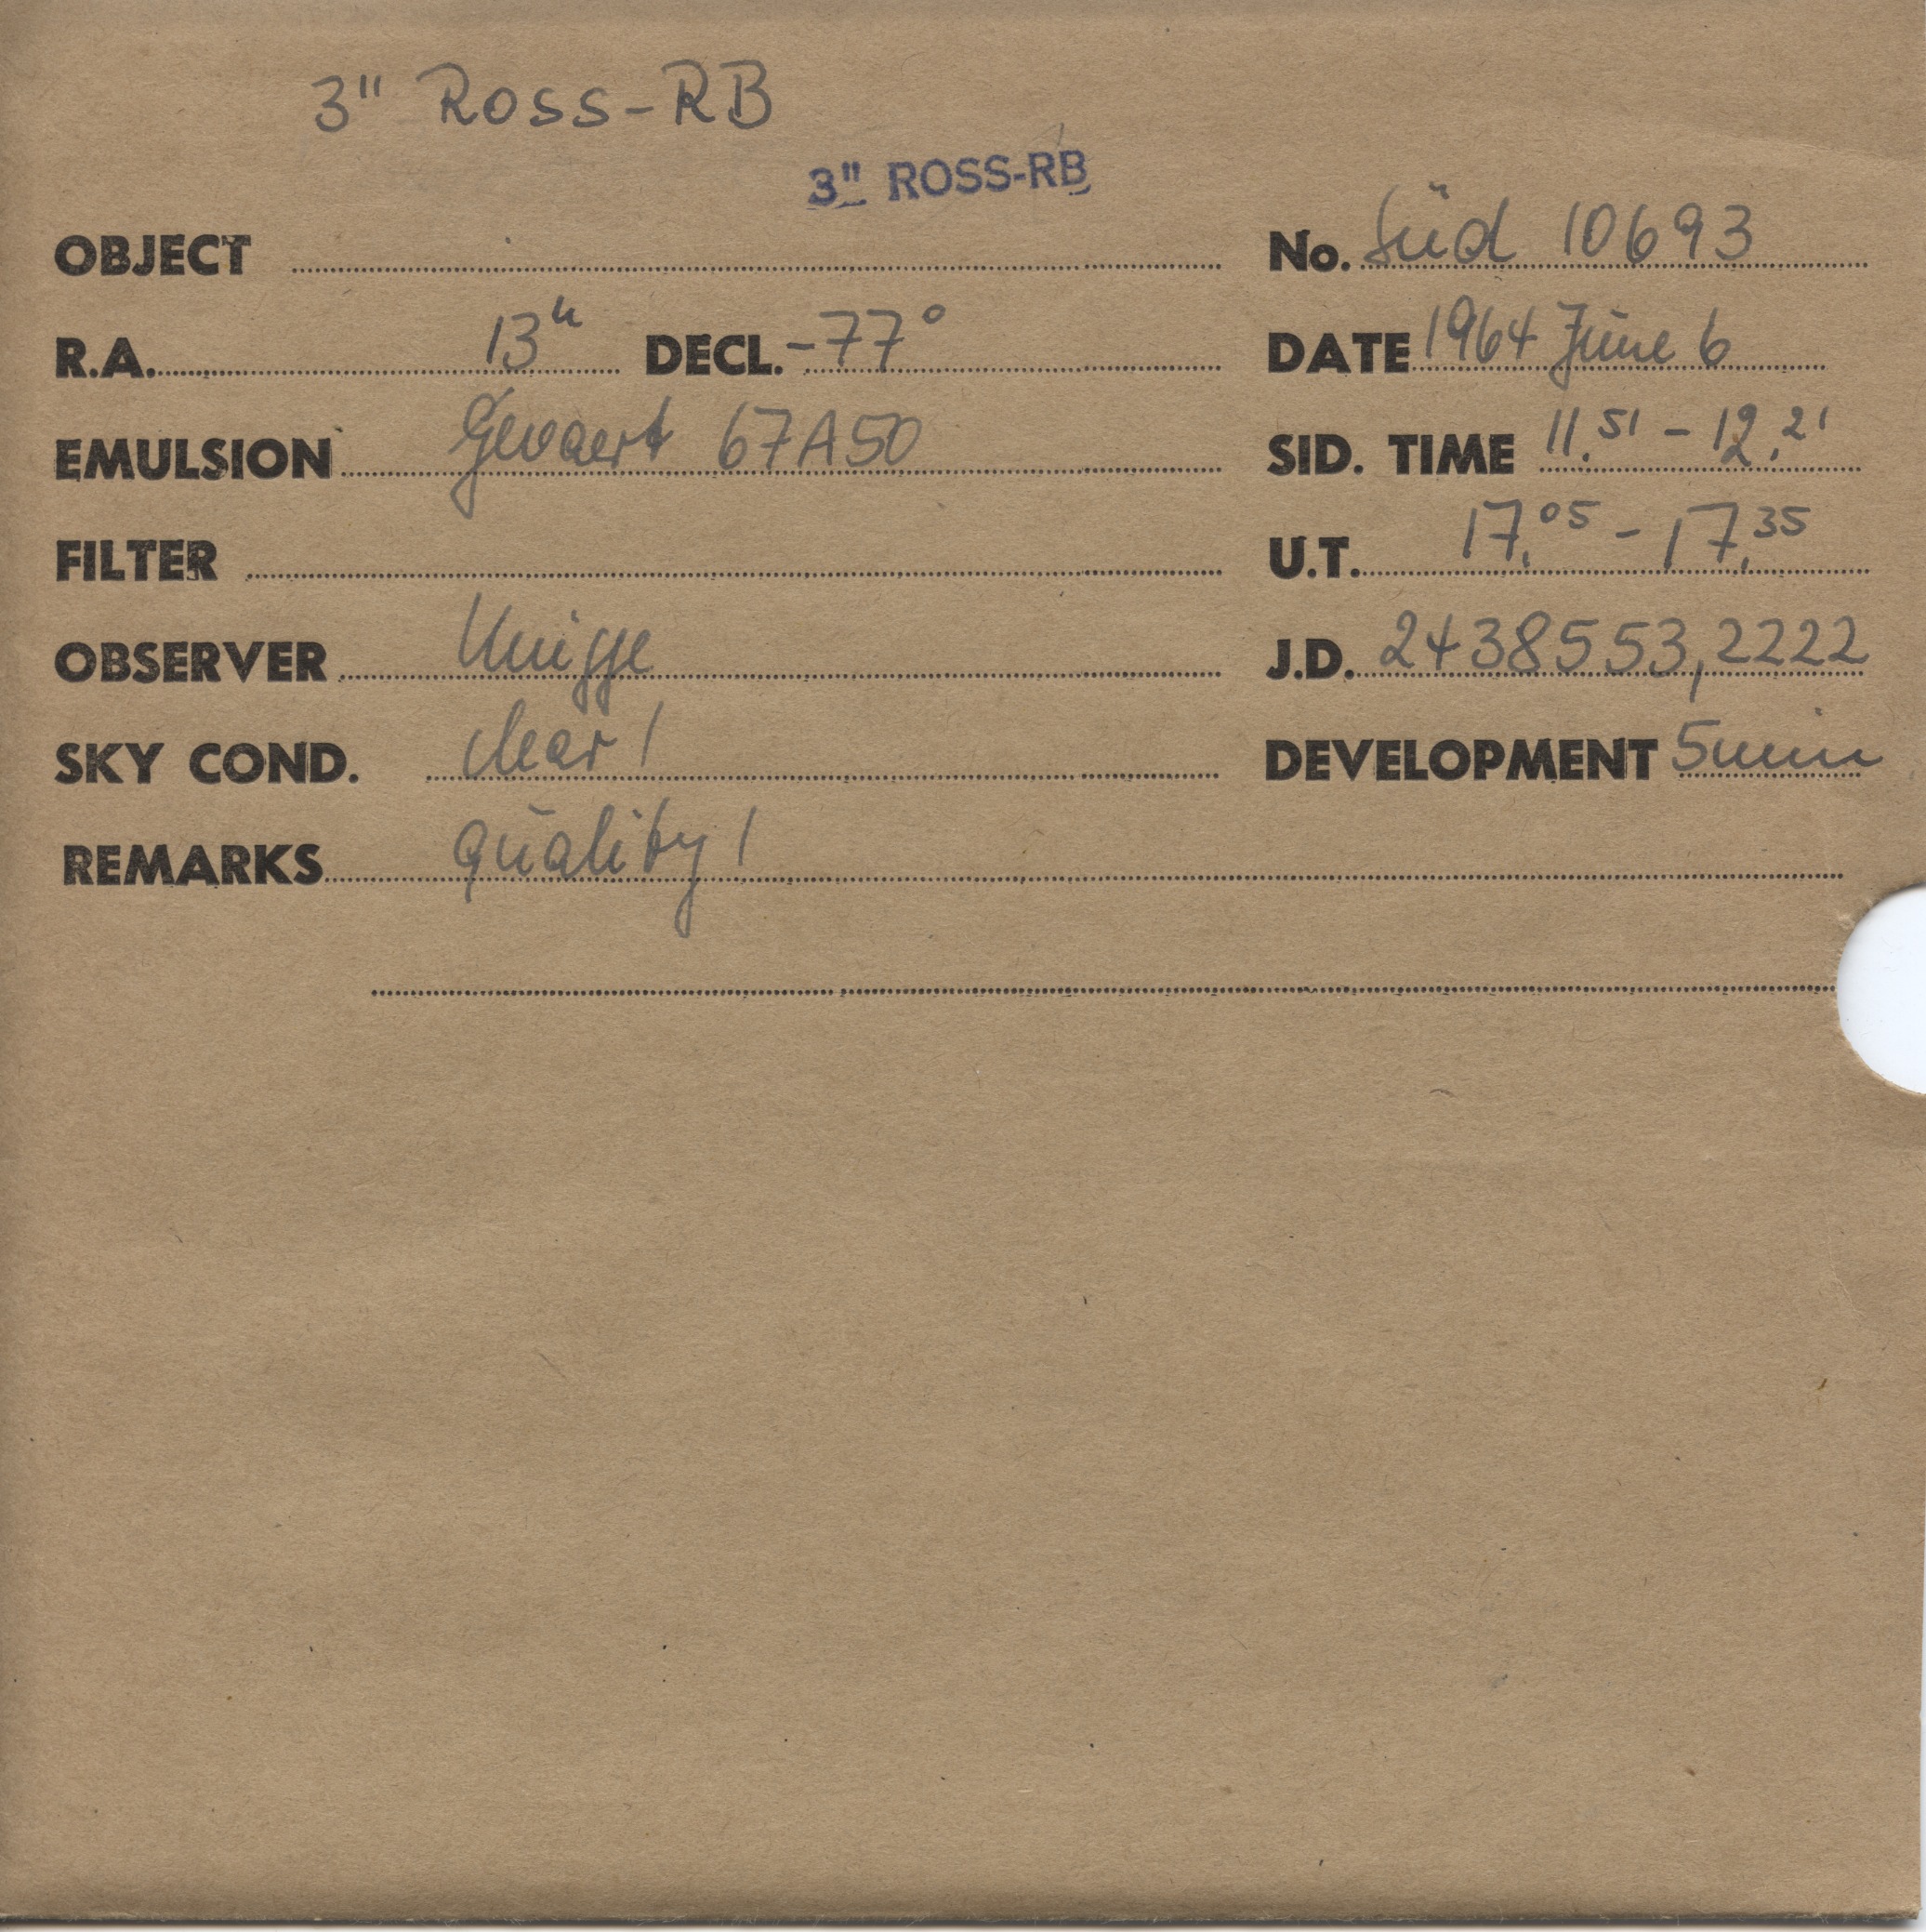 3" Ross-RB
3" ROSS-RB
OBJECT No. Süd 10693
R.A. 13h DECL. -77° DATE 1964 June 6
EMULSION Gevaert 67A50 SID. TIME 11.51 - 12.21
FILTER U.T. 17.05 - 17.35
OBSERVER Knigge J.D. 2438553,2222
SKY COND. clear! DEVELOPMENT 5min
REMARKS quality!